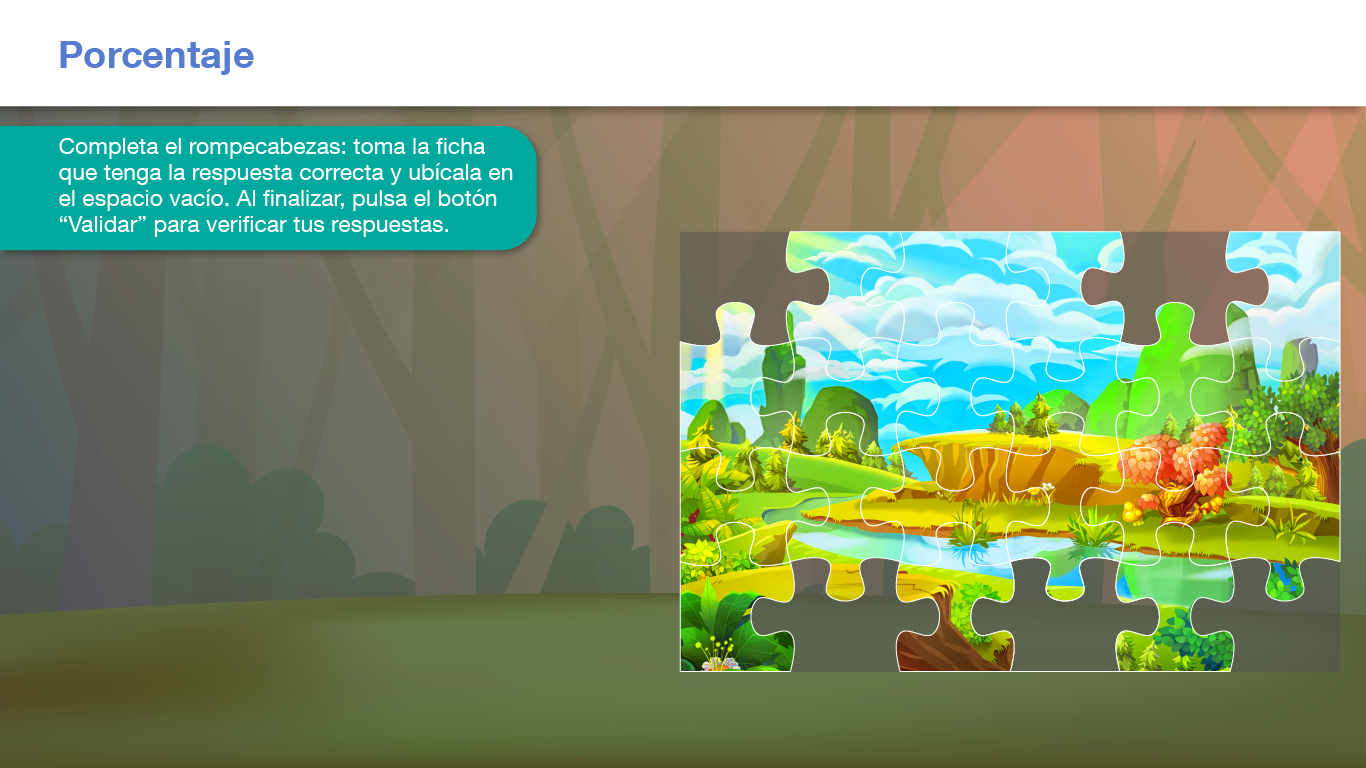 Porcentaje
Completa el rompecabezas: toma la ficha
que tenga la respuesta correcta y ubícala en
el espacio vacío. Al finalizar, pulsa el botón
“Validar” para verificar tus respuestas.